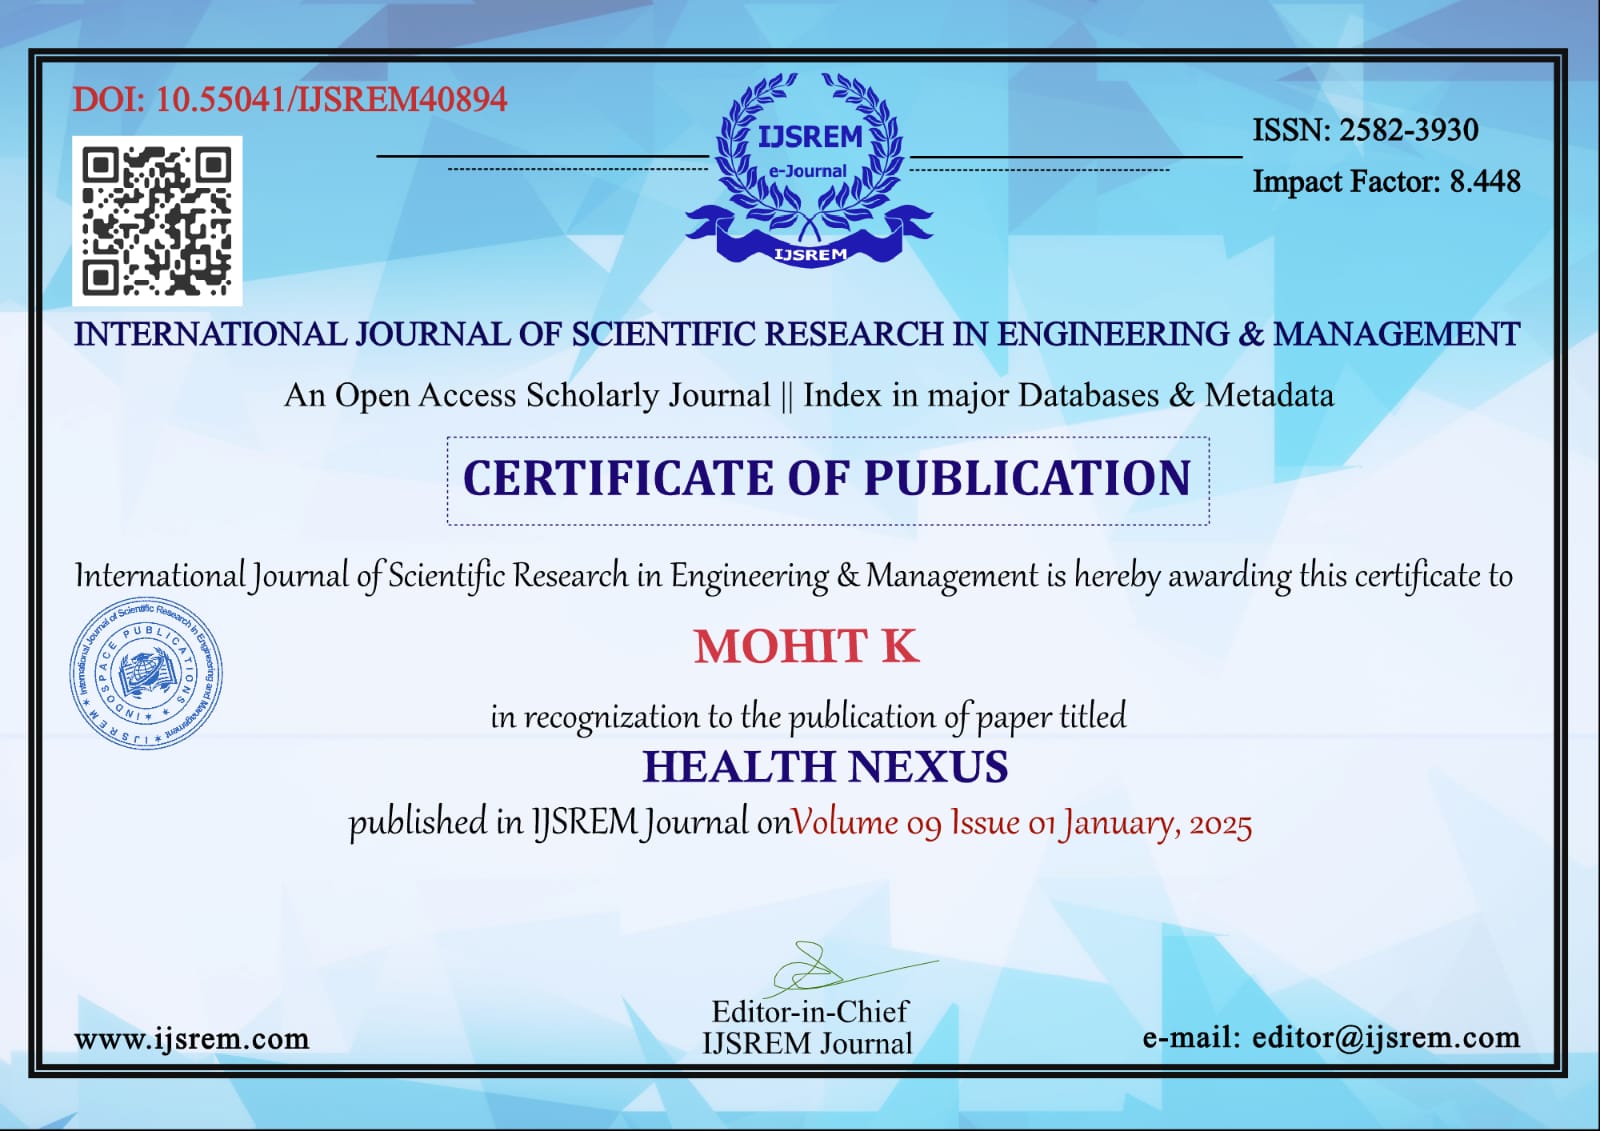 DOI: 10.55041/IJSREM40894
ISSN: 2582-3930
Impact Factor: 8.448
IJSREM
e-Journal
IJSREM
INTERNATIONAL JOURNAL OF SCIENTIFIC RESEARCH IN ENGINEERING & MANAGEMENT
An Open Access Scholarly Journal || Index in major Databases & Metadata
CERTIFICATE OF PUBLICATION
International Journal of Scientific Research in Engineering & Management is hereby awarding this certificate to
International Journal of Scientific Research in Engineering and Management ★ IJSREM ★
INDOSPACE PUBLICATIONS ★ ★
MOHIT K
in recognization to the publication of paper titled
HEALTH NEXUS
published in IJSREM Journal onVolume 09 Issue 01 January, 2025
Editor-in-Chief
IJSREM Journal
www.ijsrem.com
e-mail: editor@ijsrem.com